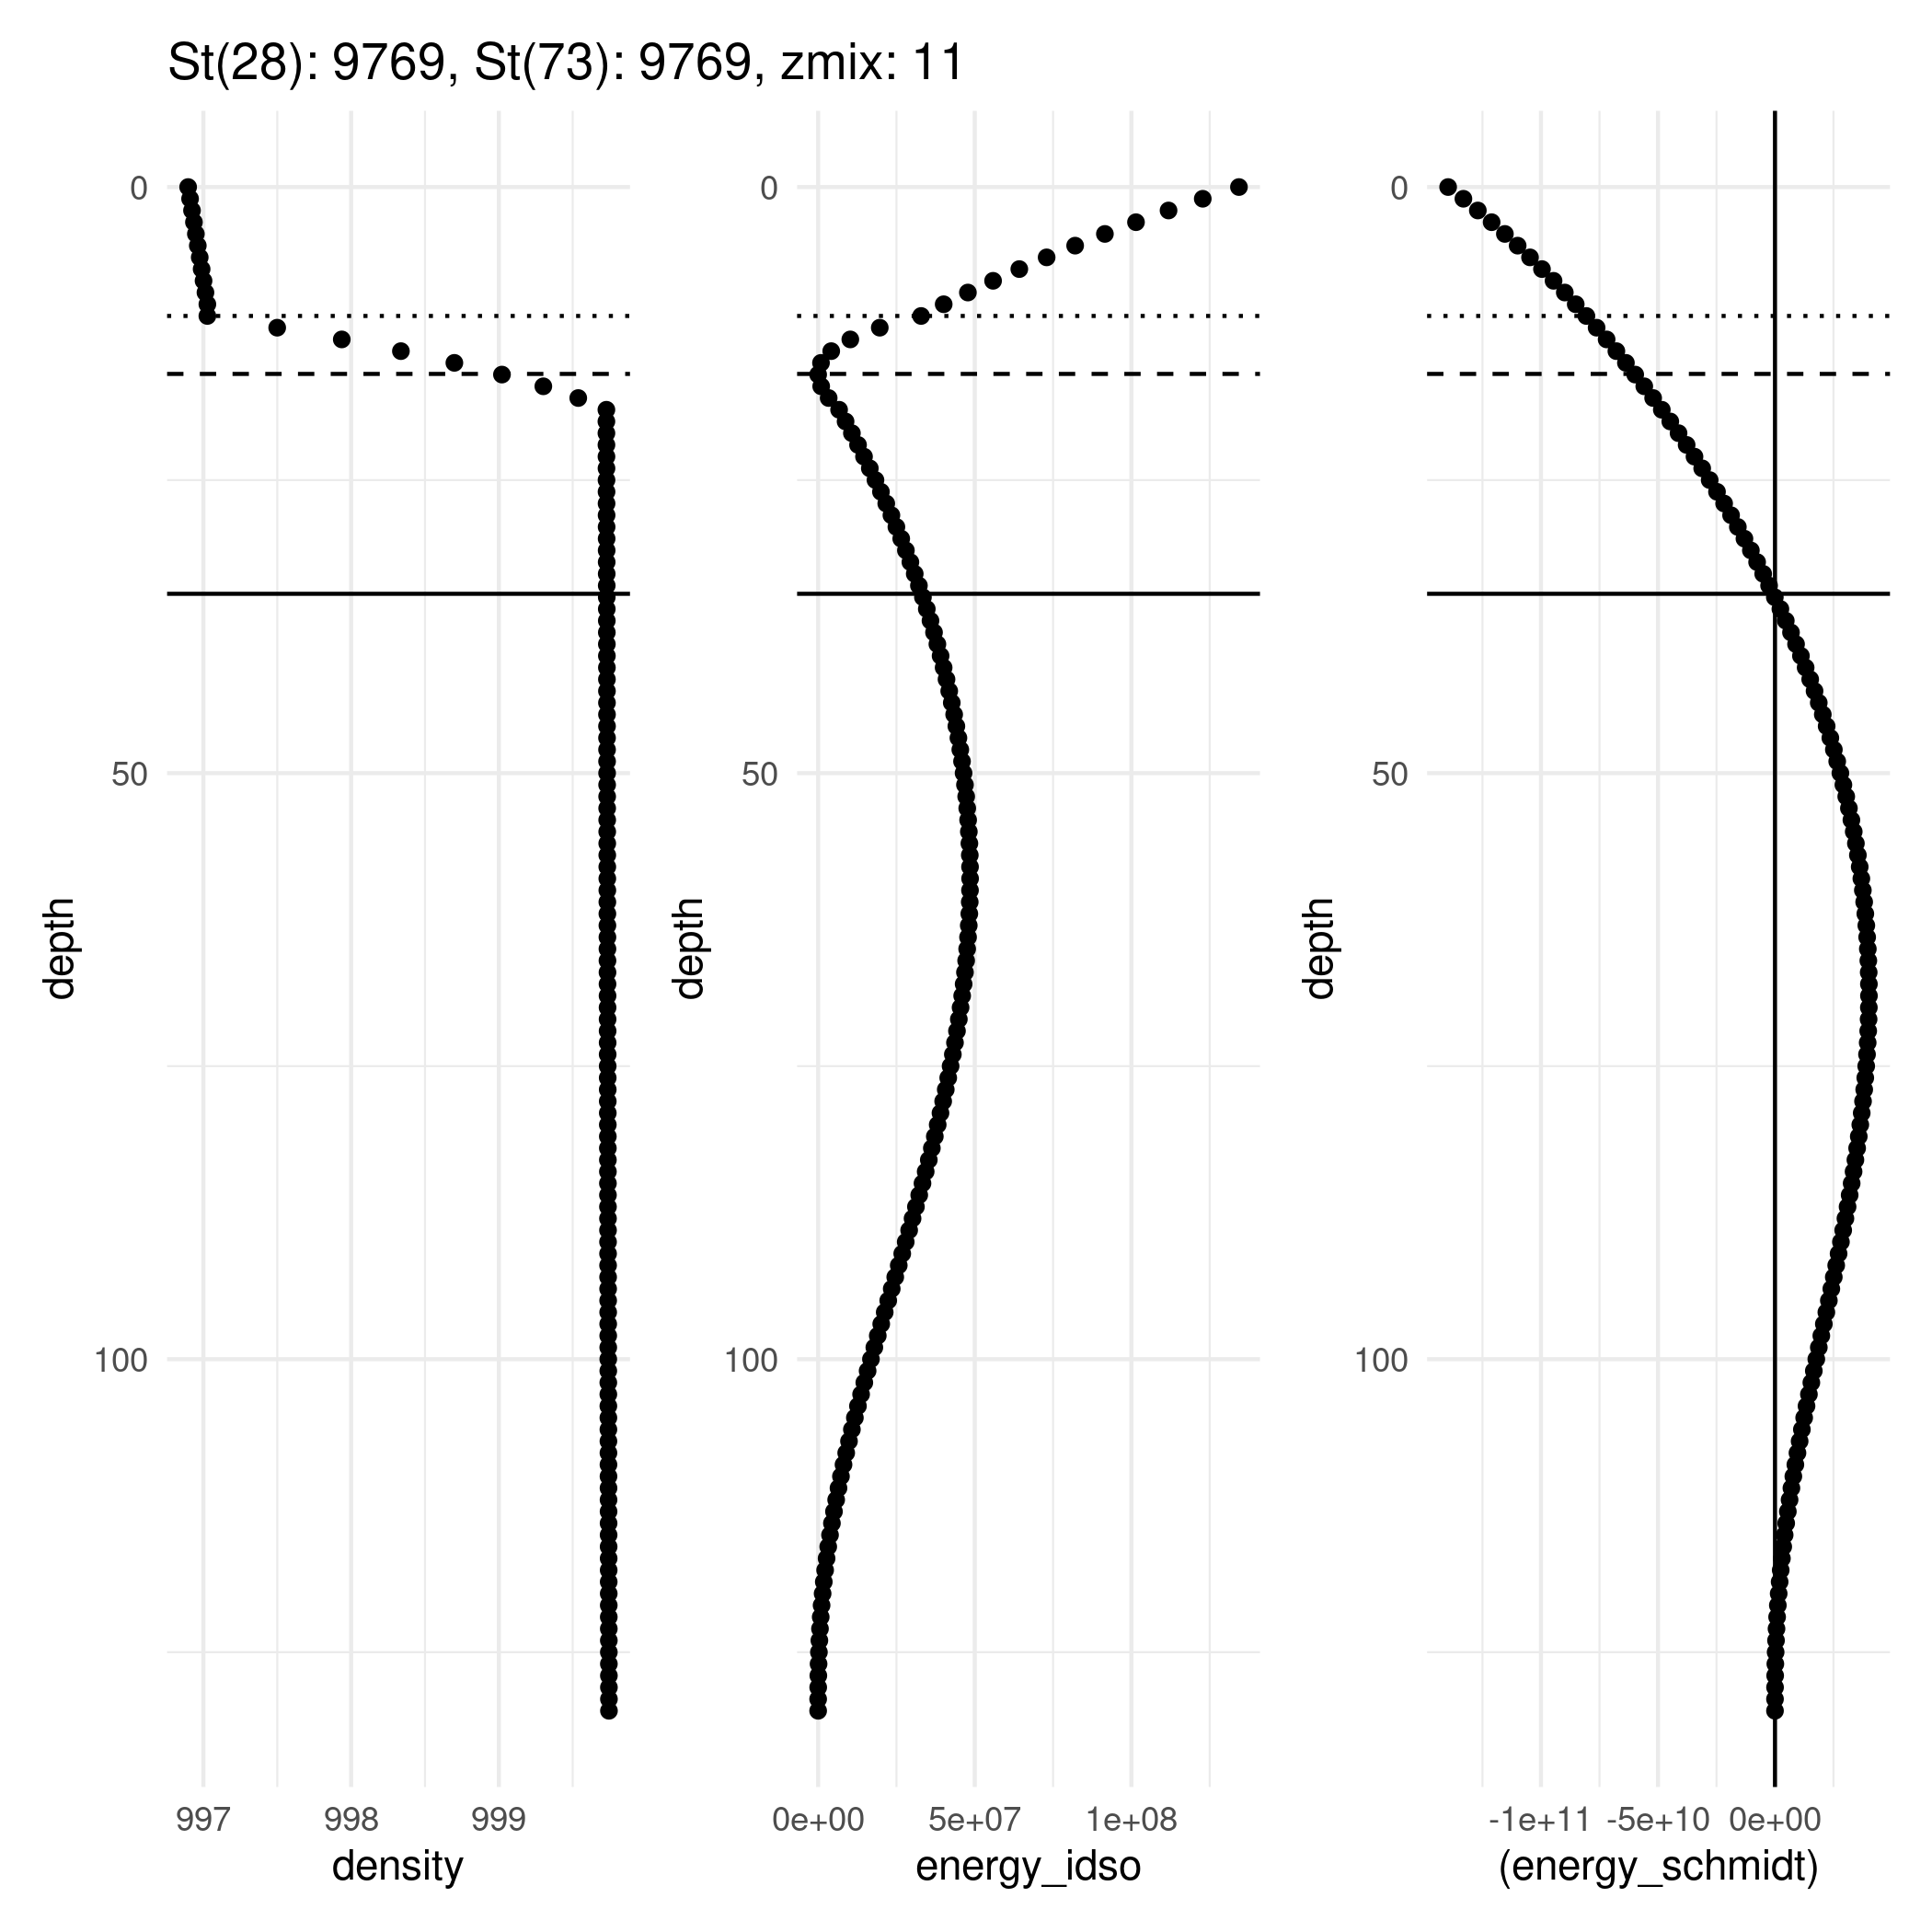 St(28): 9769, St(73): 9769, zmix: 11
0
50
100
depth
997 998 999
density
0
50
100
depth
0e+00 5e+07 1e+08
energy_idso
0
50
100
depth
-1e+11 -5e+10 0e+00
(energy_schmidt)